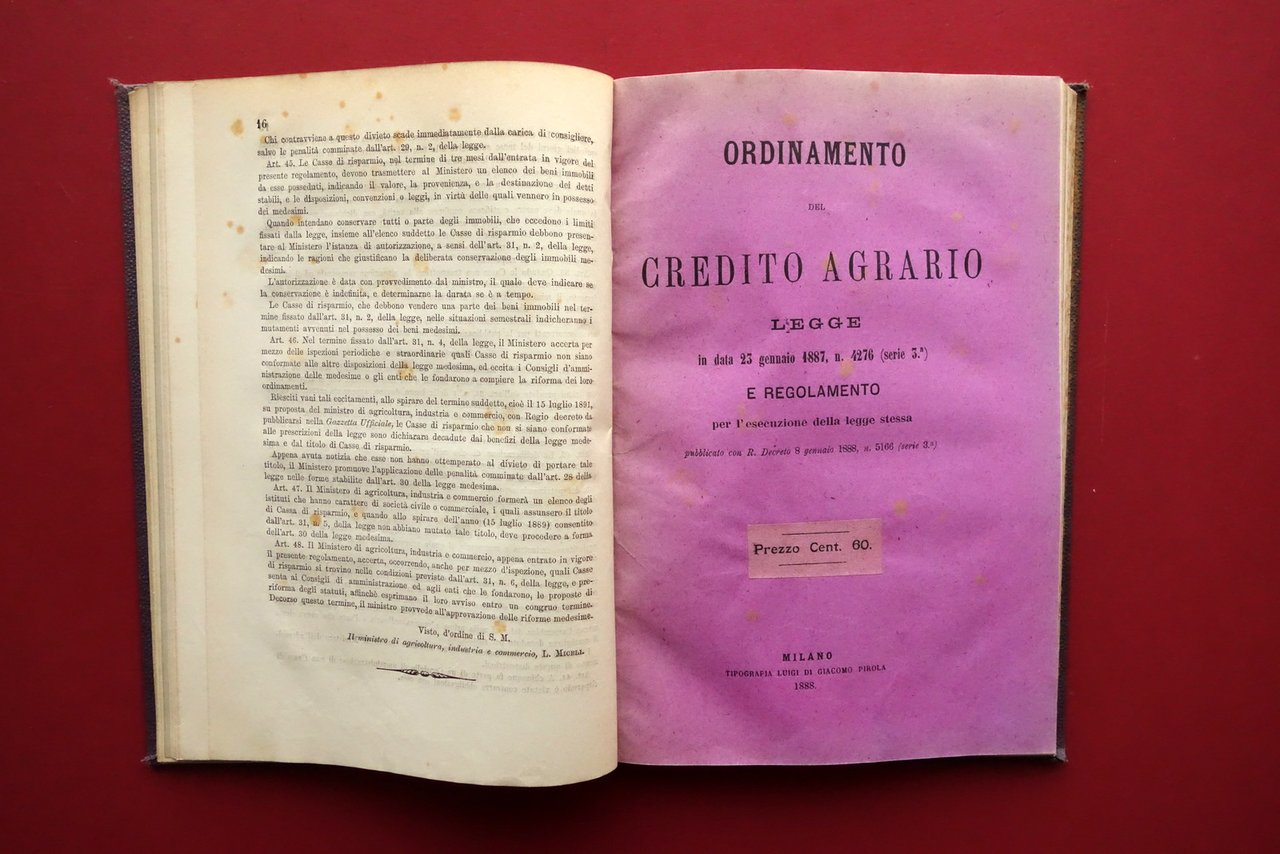 16
Chi contravviene a questo divieto scade immediatamente dalla carica di consigliere,
salvo le penalità comminate dall'art. 29, n. 2, della legge.
Art. 45. Le Casse di risparmio, nel termine di tre mesi dall'entrata in vigore del
presente regolamento, devono trasmettere al Ministero un elenco dei beni immobili
da esse posseduti, indicando il valore, la provenienza, e la destinazione dei detti
stabili, e le disposizioni, convenzioni o leggi, in virtù delle quali vennero in possesso
dei medesimi.
Quando intendano conservare tutti o parte degli immobili, che eccedono i limiti
fissati dalla legge, insieme all'elenco suddetto le Casse di risparmio debbono presen-
tare al Ministero l'istanza di autorizzazione, a sensi dell'art. 31, n. 2, della legge,
indicando le ragioni che giustificano la deliberata conservazione degli immobili me-
desimi.
L'autorizzazione è data con provvedimento dal ministro, il quale deve indicare se
la conservazione è indefinita, e determinarne la durata se è a tempo.
Le Casse di risparmio, che debbono vendere una parte dei beni immobili nel ter-
mine fissato dall'art. 31, n. 2, della legge, nelle situazioni semestrali indicheranno i
mutamenti avvenuti nel possesso dei beni medesimi.
Art. 46. Nel termine fissato dall'art. 31, n. 4, della legge, il Ministero accerta per
mezzo delle ispezioni periodiche e straordinarie quali Casse di risparmio non siano
conformate alle altre disposizioni della legge medesima, ed eccita i Consigli d'ammi-
nistrazione delle medesime o gli enti che le fondarono a compiere la riforma dei loro
ordinamenti.
Riesciti vani tali eccitamenti, allo spirare del termine suddetto, cioè il 15 luglio 1891,
su proposta del ministro di agricoltura, industria e commercio, con Regio decreto da
pubblicarsi nella Gazzetta Ufficiale, le Casse di risparmio che non si siano conformate
alle prescrizioni della legge sono dichiarare decadute dai benefizi della legge mede-
sima e dal titolo di Casse di risparmio.
Appena avuta notizia che esse non hanno ottemperato al divieto di portare tale
titolo, il Ministero promuove l'applicazione delle penalità comminate dall'art. 28 della
legge nelle forme stabilite dall'art. 30 della legge medesima.
Art. 47. Il Ministero di agricoltura, industria e commercio formerà un elenco degli
istituti che hanno carattere di società civile o commerciale, i quali assunsero il titolo
di Cassa di risparmio, e quando allo spirare dell'anno (15 luglio 1889) consentito
dall'art. 31, n. 5, della legge non abbiano mutato tale titolo, deve procedere a forma
dell'art. 30 della legge medesima.
Art. 48. Il Ministero di agricoltura, industria e commercio, appena entrato in vigore
il presente regolamento, accerta, occorrendo, anche per mezzo d'ispezione, quali Casse
di risparmio si trovino nelle condizioni previste dall'art. 31, n. 6, della legge, e pre-
senta ai Consigli di amministrazione ed agli enti che le fondarono, le proposte di
riforma degli statuti, affinchè esprimano il loro avviso entro un congruo termine.
Decorso questo termine, il ministro provvede all'approvazione delle riforme medesime.
Visto, d'ordine di S. M.
Il ministro di agricoltura, industria e commercio, L. MICELI.
ORDINAMENTO
DEL
CREDITO AGRARIO
LEGGE
in data 23 gennaio 1887, n. 4276 (serie 3.ª)
E REGOLAMENTO
per l'esecuzione della legge stessa
pubblicato con R. Decreto 8 gennaio 1888, n. 5166 (serie 3.ª)
Prezzo Cent. 60.
MILANO
TIPOGRAFIA LUIGI DI GIACOMO PIROLA
1888.